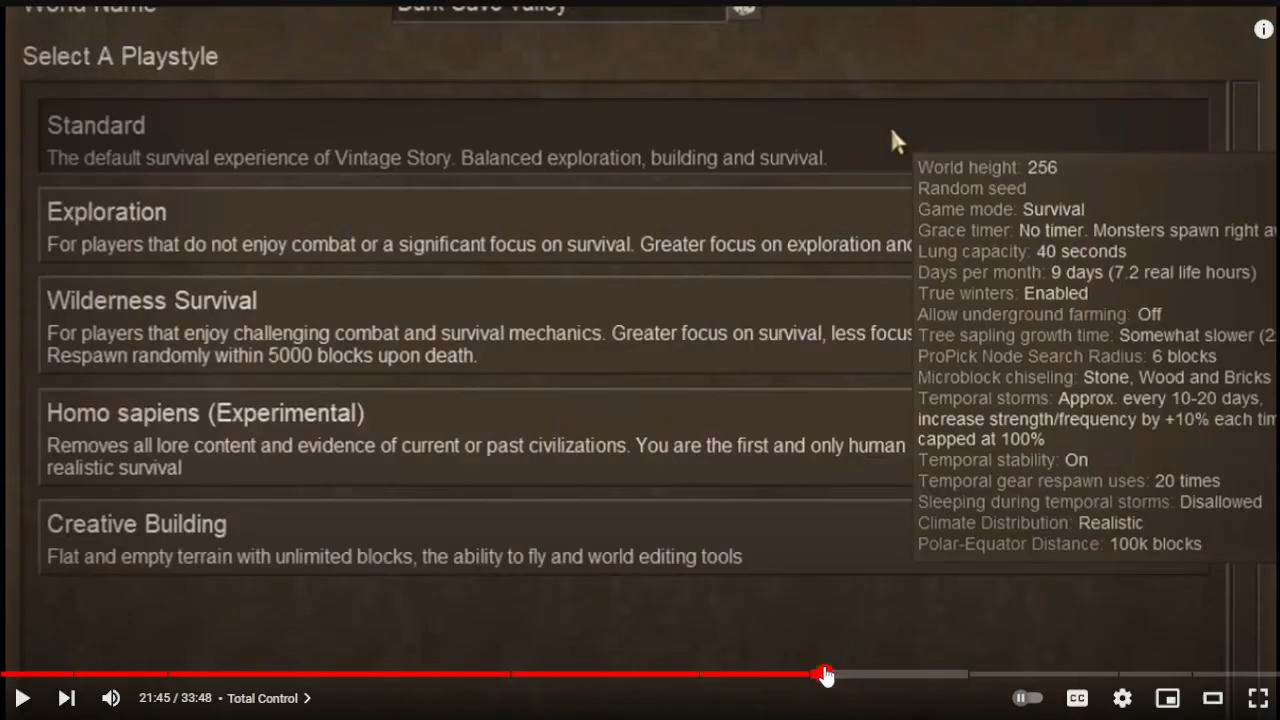 World Name
Select A Playstyle
Standard
The default survival experience of Vintage Story. Balanced exploration, building and survival.
Exploration
For players that do not enjoy combat or a significant focus on survival. Greater focus on exploration
Wilderness Survival
For players that enjoy challenging combat and survival mechanics. Greater focus on survival, less
Respawn randomly within 5000 blocks upon death.
Homo sapiens (Experimental)
Removes all lore content and evidence of current or past civilizations. You are the first and only human
realistic survival
Creative Building
Flat and empty terrain with unlimited blocks, the ability to fly and world editing tools
World height: 256
Random seed
Game mode: Survival
Grace timer: No timer. Monsters spawn right
Lung capacity: 40 seconds
Days per month: 9 days (7.2 real life hours)
True winters: Enabled
Allow underground farming: Off
Tree sapling growth time: Somewhat slower
ProPick Node Search Radius: 6 blocks
Microblock chiseling: Stone, Wood and Bricks
Temporal storms: Approx. every 10-20 days,
increase strength/frequency by +10% each
capped at 100%
Temporal stability: On
Temporal gear respawn uses: 20 times
Sleeping during temporal storms: Disallowed
Climate Distribution: Realistic
Polar-Equator Distance: 100k blocks
21:45 / 33:48 • Total Control
CC